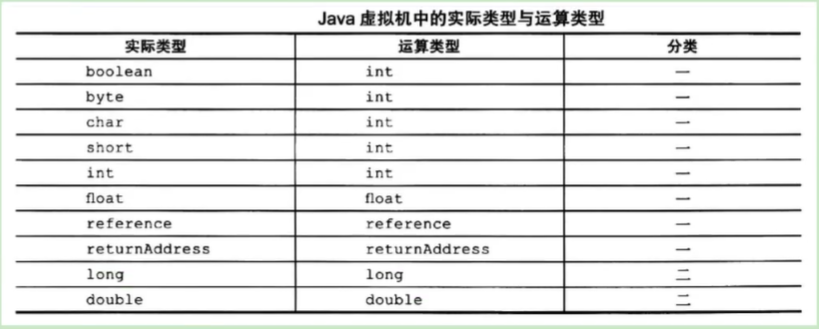 Java 虚拟机中的实际类型与运算类型
实际类型 运算类型 分类
boolean int 一
byte int 一
char int 一
short int 一
int int 一
float float 一
reference reference 一
returnAddress returnAddress 一
long long 二
double double 二